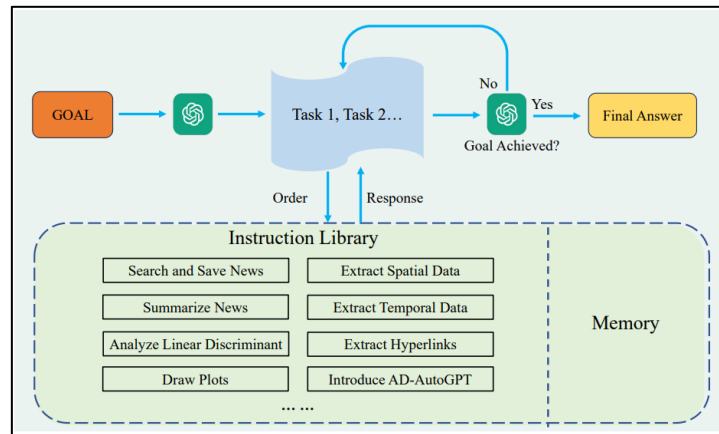 No
GOAL
Task 1, Task 2...
Yes
Final Answer
Goal Achieved?
Order
Response
Instruction Library
Search and Save News
Extract Spatial Data
Summarize News
Extract Temporal Data
Memory
Analyze Linear Discriminant
Extract Hyperlinks
Draw Plots
Introduce AD-AutoGPT
... ...